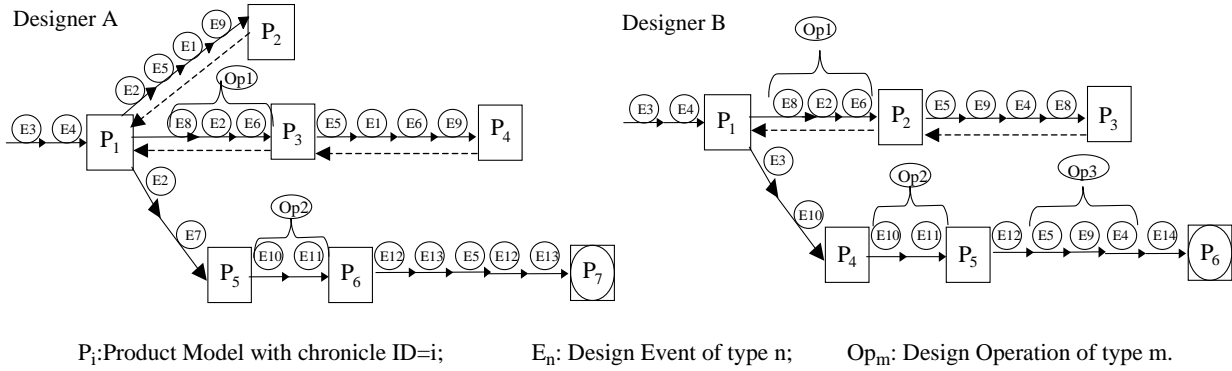 Designer A
E9
E1
E5
E2
P2
Op1
E3 E4 P1 E8 E2 E6 P3 E5 E1 E6 E9 P4
E2
E7
Op2
P5 E10 E11 P6 E12 E13 E5 E12 E13 P7
Designer B
Op1
E3 E4 P1 E8 E2 E6 P2 E5 E9 E4 E8 P3
E3
E10
Op2 Op3
P4 E10 E11 P5 E12 E5 E9 E4 E14 P6
Pi:Product Model with chronicle ID=i; En: Design Event of type n; Opm: Design Operation of type m.